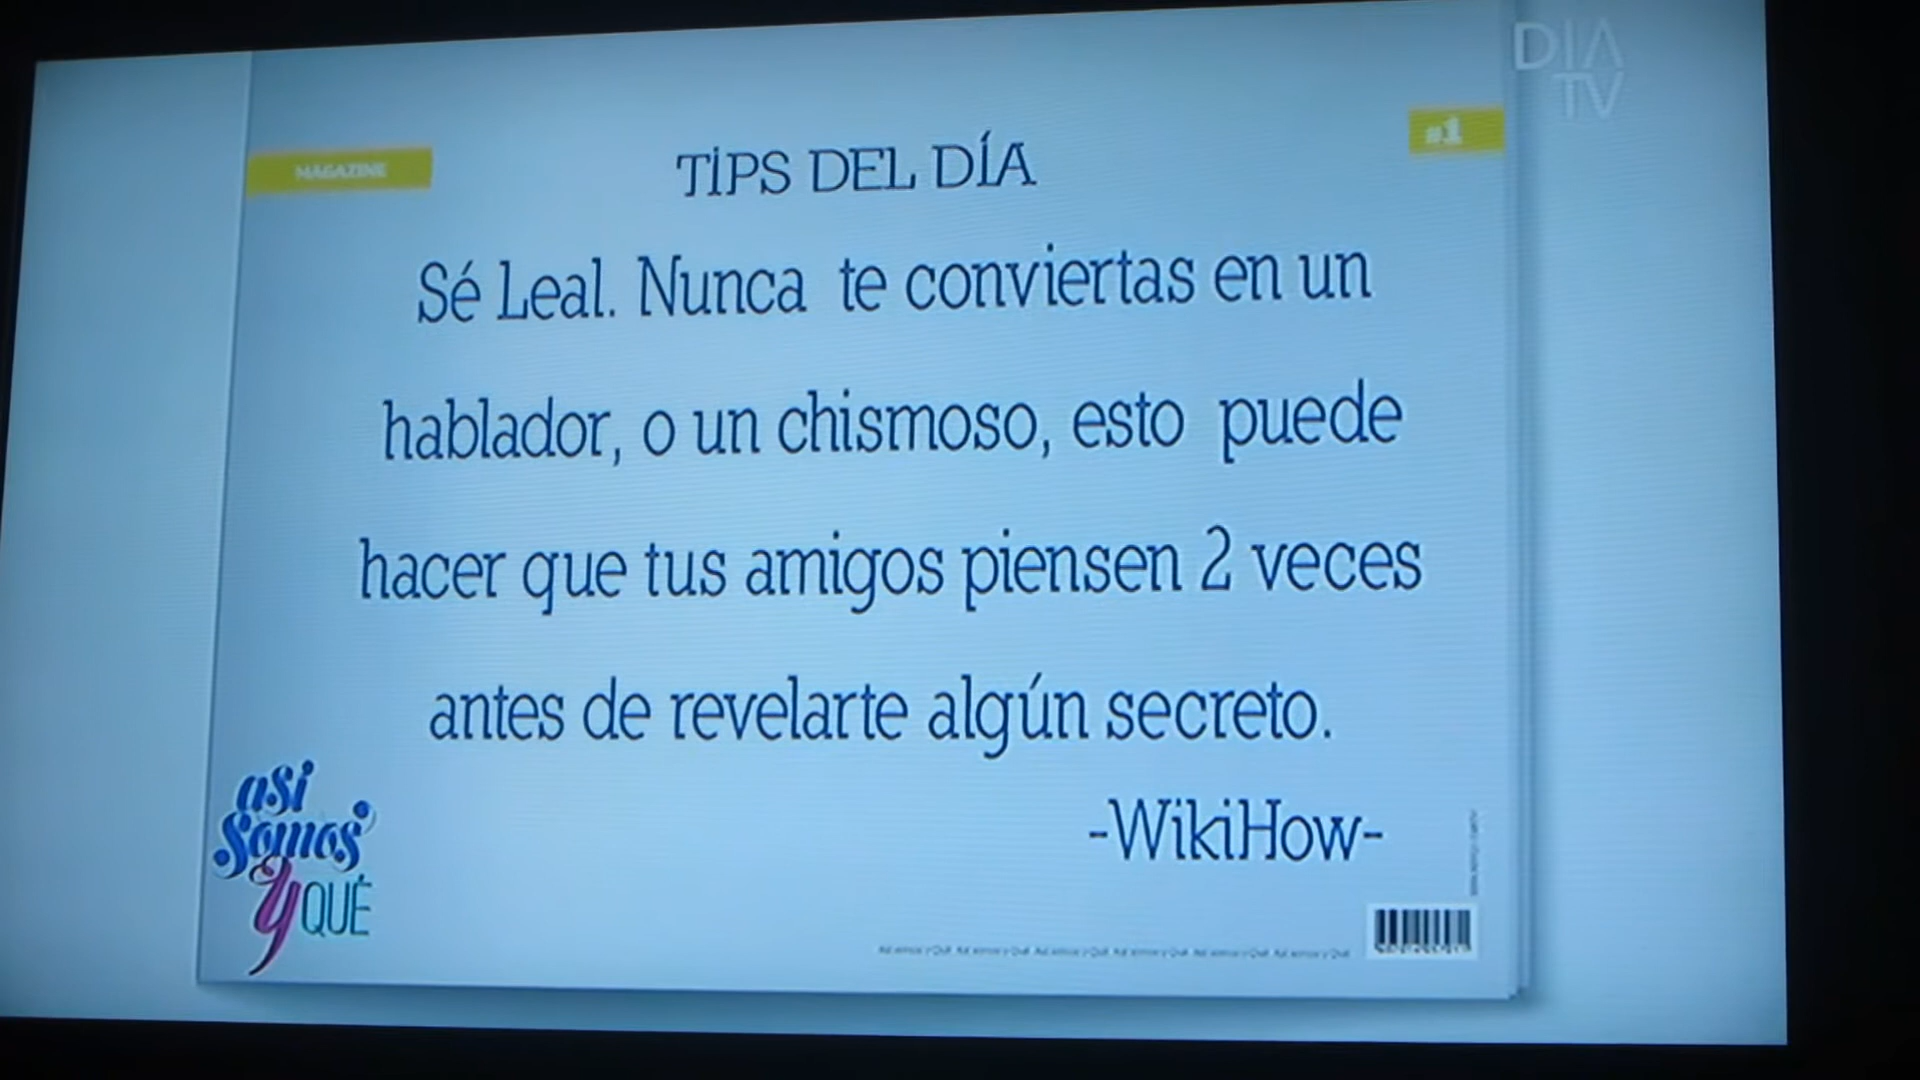 DIA
TV
MAGAZINE
#1
TIPS DEL DÍA
Sé Leal. Nunca te conviertas en un
hablador, o un chismoso, esto puede
hacer que tus amigos piensen 2 veces
antes de revelarte algún secreto.
-WikiHow-
asi
Somos
y QUÉ